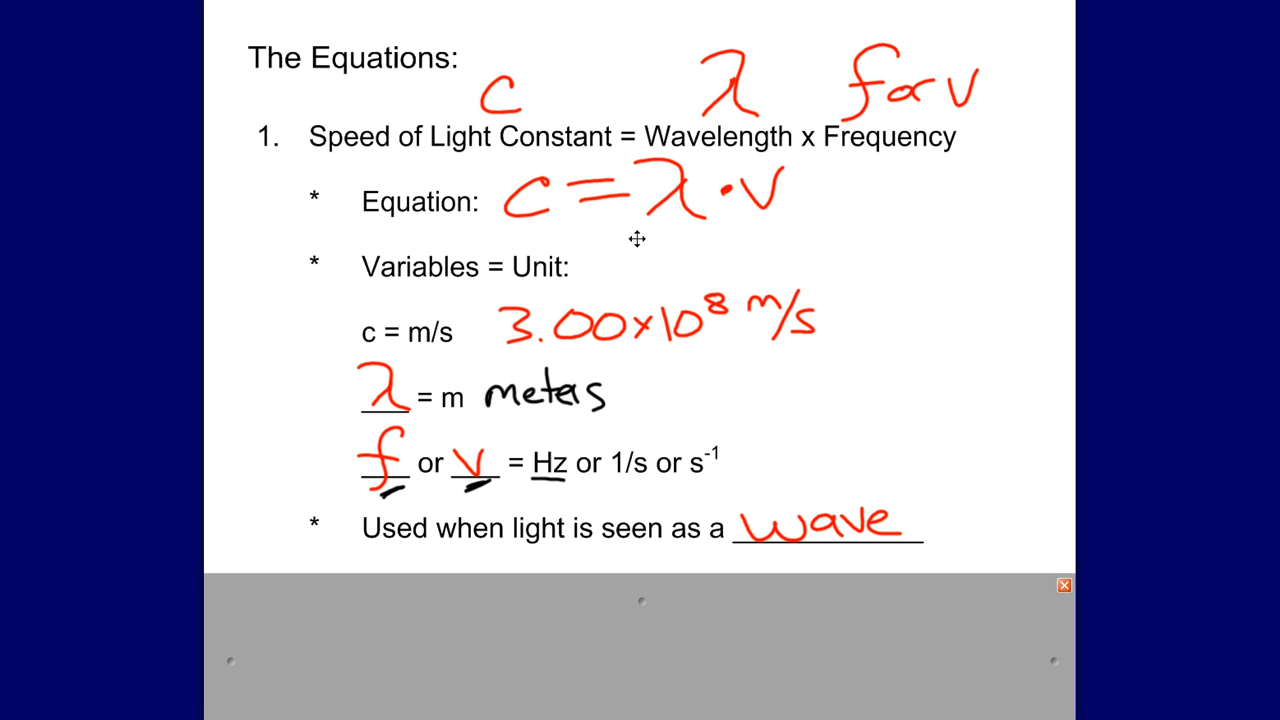 The Equations:
c λ f or v
1. Speed of Light Constant = Wavelength x Frequency
* Equation: c = λ · v
* Variables = Unit:
c = m/s 3.00x10⁸ m/s
λ = m meters
f or v = Hz or 1/s or s⁻¹
* Used when light is seen as a wave